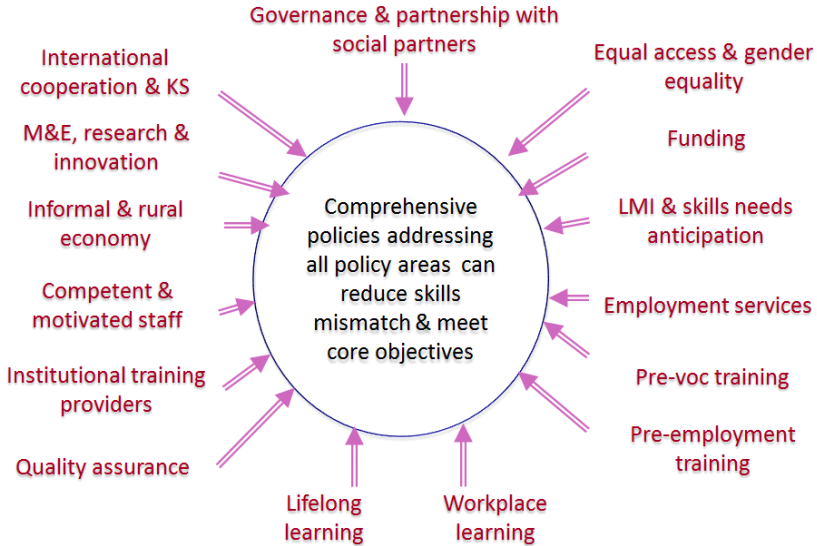 Governance & partnership with
social partners
International
cooperation & KS
Equal access & gender
equality
M&E, research &
innovation
Funding
Informal & rural
economy
LMI & skills needs
anticipation
Comprehensive
policies addressing
all policy areas can
reduce skills
mismatch & meet
core objectives
Competent &
motivated staff
Employment services
Institutional training
providers
Pre-voc training
Quality assurance
Pre-employment
training
Lifelong
learning
Workplace
learning